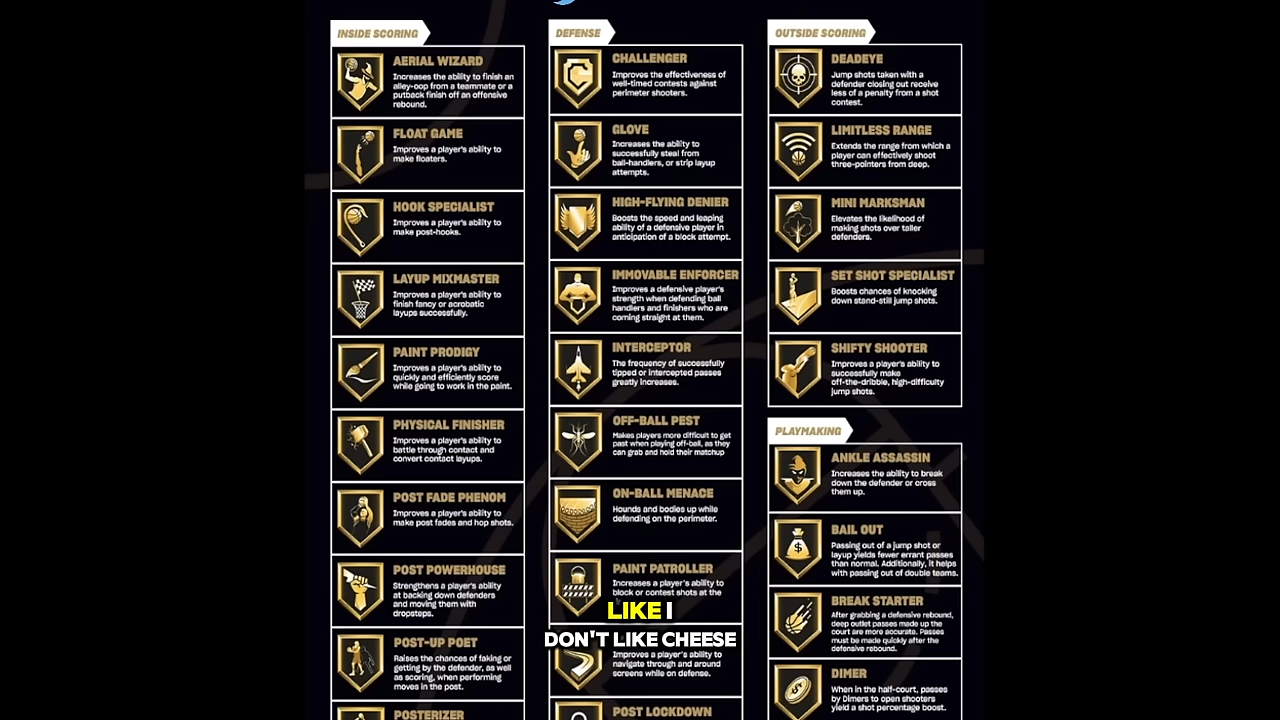 INSIDE SCORING
AERIAL WIZARD
Increases the ability to finish an
alley-oop from a teammate or a
putback finish off an offensive
rebound.
FLOAT GAME
Improves a player's ability to
make floaters.
HOOK SPECIALIST
Improves a player's ability to
make post-hooks.
LAYUP MIXMASTER
Improves a player's ability to
finish fancy or acrobatic
layups successfully.
PAINT PRODIGY
Improves a player's ability to
quickly and efficiently score
while going to work in the paint.
PHYSICAL FINISHER
Improves a player's ability to
battle through contact and
convert contact layups.
POST FADE PHENOM
Improves a player's ability to
make post fades and hop shots.
POST POWERHOUSE
Strengthens a player's ability
at backing down defenders
and moving them with
dropsteps.
POST-UP POET
Raises the chances of faking or
getting by the defender, as well
as scoring, when performing
moves in the post.
POSTERIZER
DEFENSE
CHALLENGER
Improves the effectiveness of
well-timed contests against
perimeter shooters.
GLOVE
Increases the ability to
successfully steal from
ball-handlers, or strip layup
attempts.
HIGH-FLYING DENIER
Boosts the speed and leaping
ability of a defensive player in
anticipation of a block attempt.
IMMOVABLE ENFORCER
Improves a defensive player's
strength when defending ball
handlers and finishers who are
coming straight at them.
INTERCEPTOR
The frequency of successfully
tipped or intercepted passes
greatly increases.
OFF-BALL PEST
Makes players more difficult to get
past when playing off-ball, as they
can grab and hold their matchup
ON-BALL MENACE
Hounds and bodies up while
defending on the perimeter.
PAINT PATROLLER
Increases a player's ability to
block or contest shots at the
LIKE I
DON'T LIKE CHEESE
Improves a player's ability to
navigate through and around
screens while on defense.
POST LOCKDOWN
OUTSIDE SCORING
DEADEYE
Jump shots taken with a
defender closing out receive
less of a penalty from a shot
contest.
LIMITLESS RANGE
Extends the range from which a
player can effectively shoot
three-pointers from deep.
MINI MARKSMAN
Elevates the likelihood of
making shots over taller
defenders.
SET SHOT SPECIALIST
Boosts chances of knocking
down stand-still jump shots.
SHIFTY SHOOTER
Improves a player's ability to
successfully make
off-the-dribble, high-difficulty
jump shots.
PLAYMAKING
ANKLE ASSASSIN
Increases the ability to break
down the defender or cross
them up.
BAIL OUT
Passing out of a jump shot or
layup yields fewer errant passes
than normal. Additionally, it helps
with passing out of double teams.
BREAK STARTER
After grabbing a defensive rebound,
deep outlet passes made up the
court are more accurate. Passes
must be made quickly after the
defensive rebound.
DIMER
When in the half-court, passes
by Dimers to open shooters
yield a shot percentage boost.